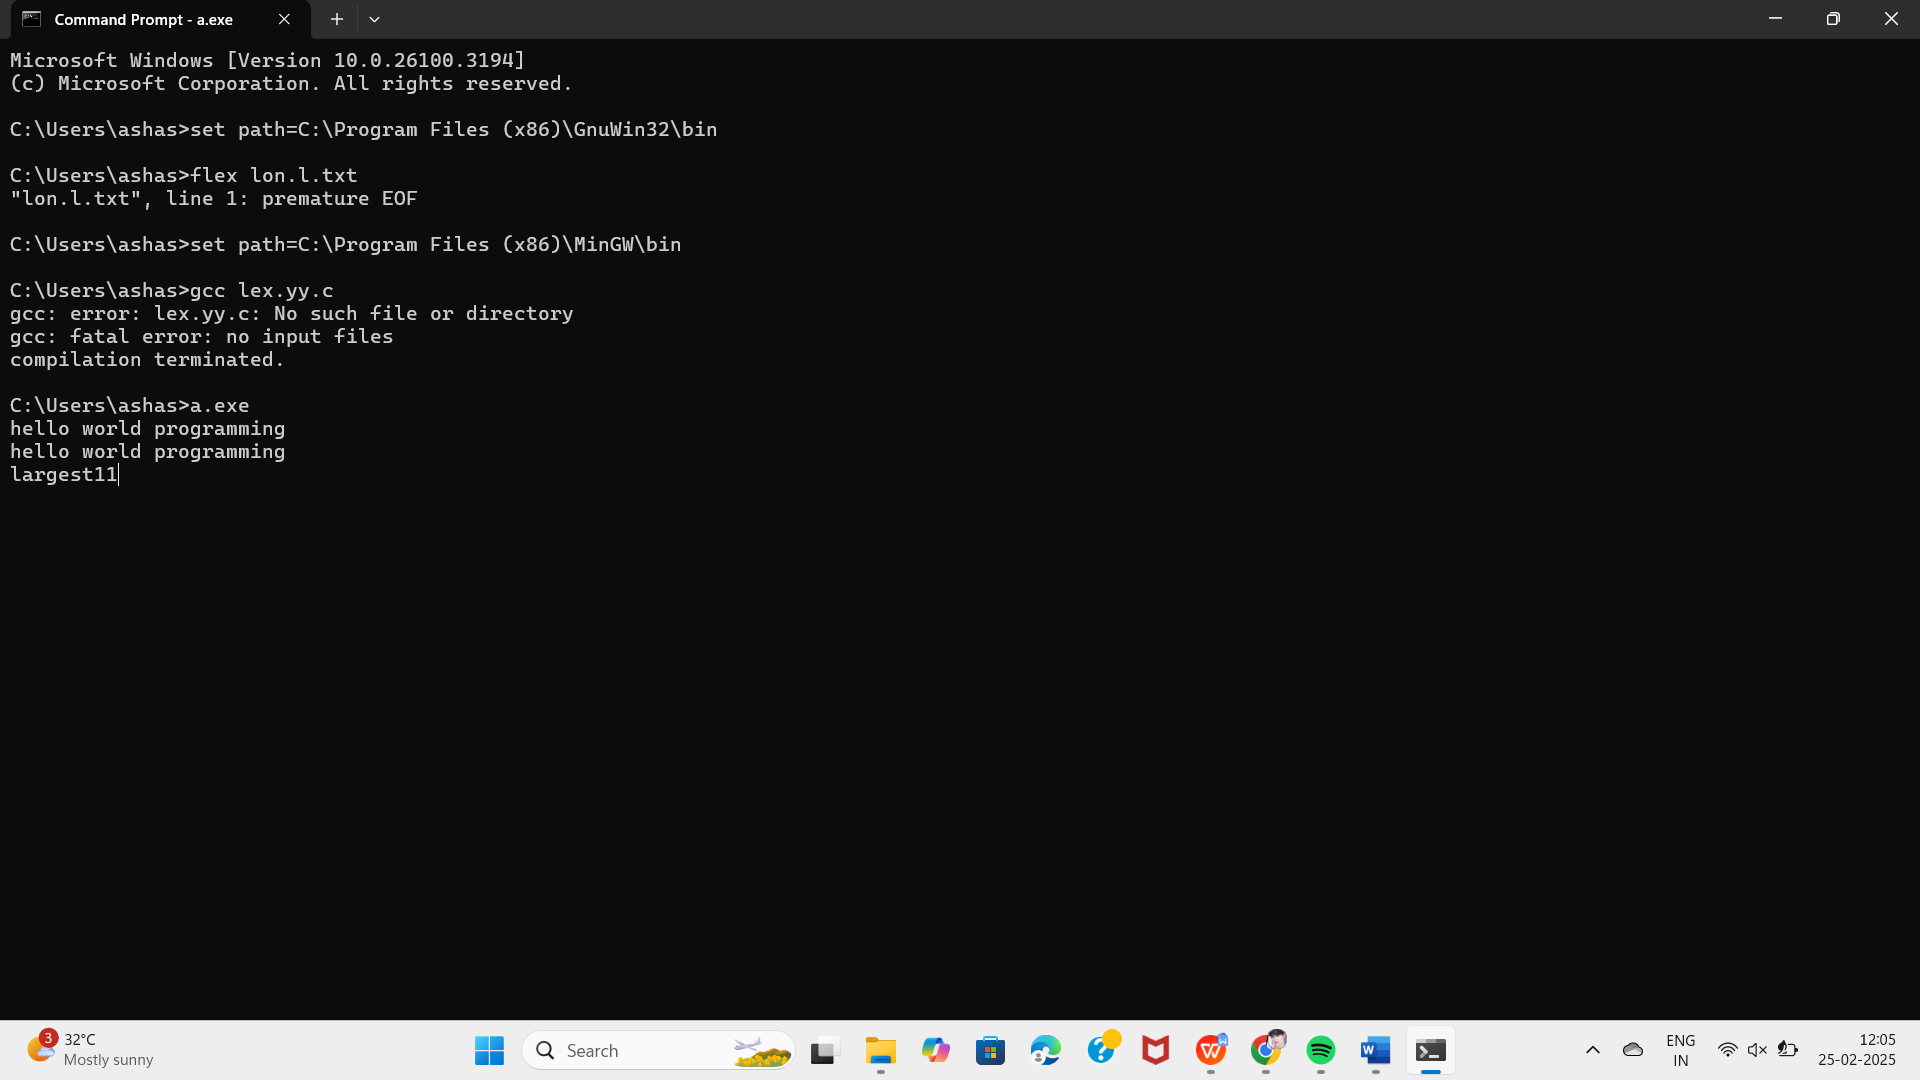 Command Prompt - a.exe
Microsoft Windows [Version 10.0.26100.3194]
(c) Microsoft Corporation. All rights reserved.
C:\Users\ashas>set path=C:\Program Files (x86)\GnuWin32\bin
C:\Users\ashas>flex lon.l.txt
"lon.l.txt", line 1: premature EOF
C:\Users\ashas>set path=C:\Program Files (x86)\MinGW\bin
C:\Users\ashas>gcc lex.yy.c
gcc: error: lex.yy.c: No such file or directory
gcc: fatal error: no input files
compilation terminated.
C:\Users\ashas>a.exe
hello world programming
hello world programming
largest11
3
32°C
Mostly sunny
Search
ENG
IN
12:05
25-02-2025